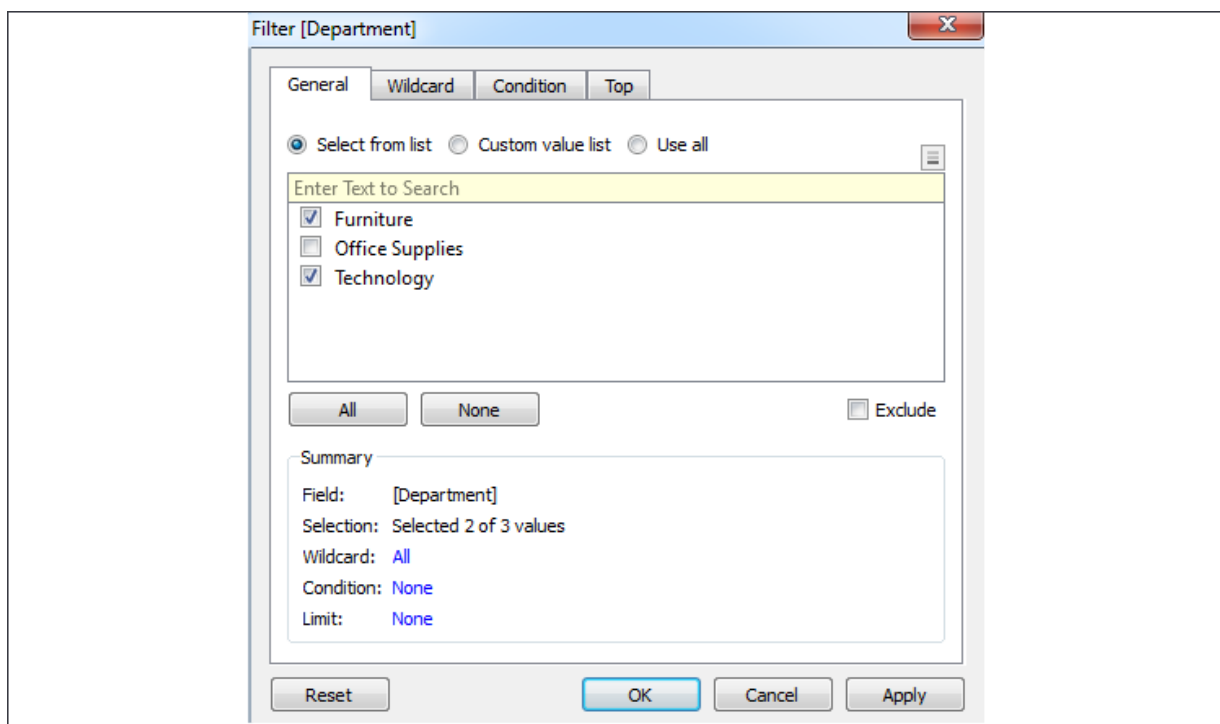 Filter [Department]
X
General Wildcard Condition Top
Select from list Custom value list Use all
Enter Text to Search
Furniture
Office Supplies
Technology
All None Exclude
Summary
Field: [Department]
Selection: Selected 2 of 3 values
Wildcard: All
Condition: None
Limit: None
Reset OK Cancel Apply